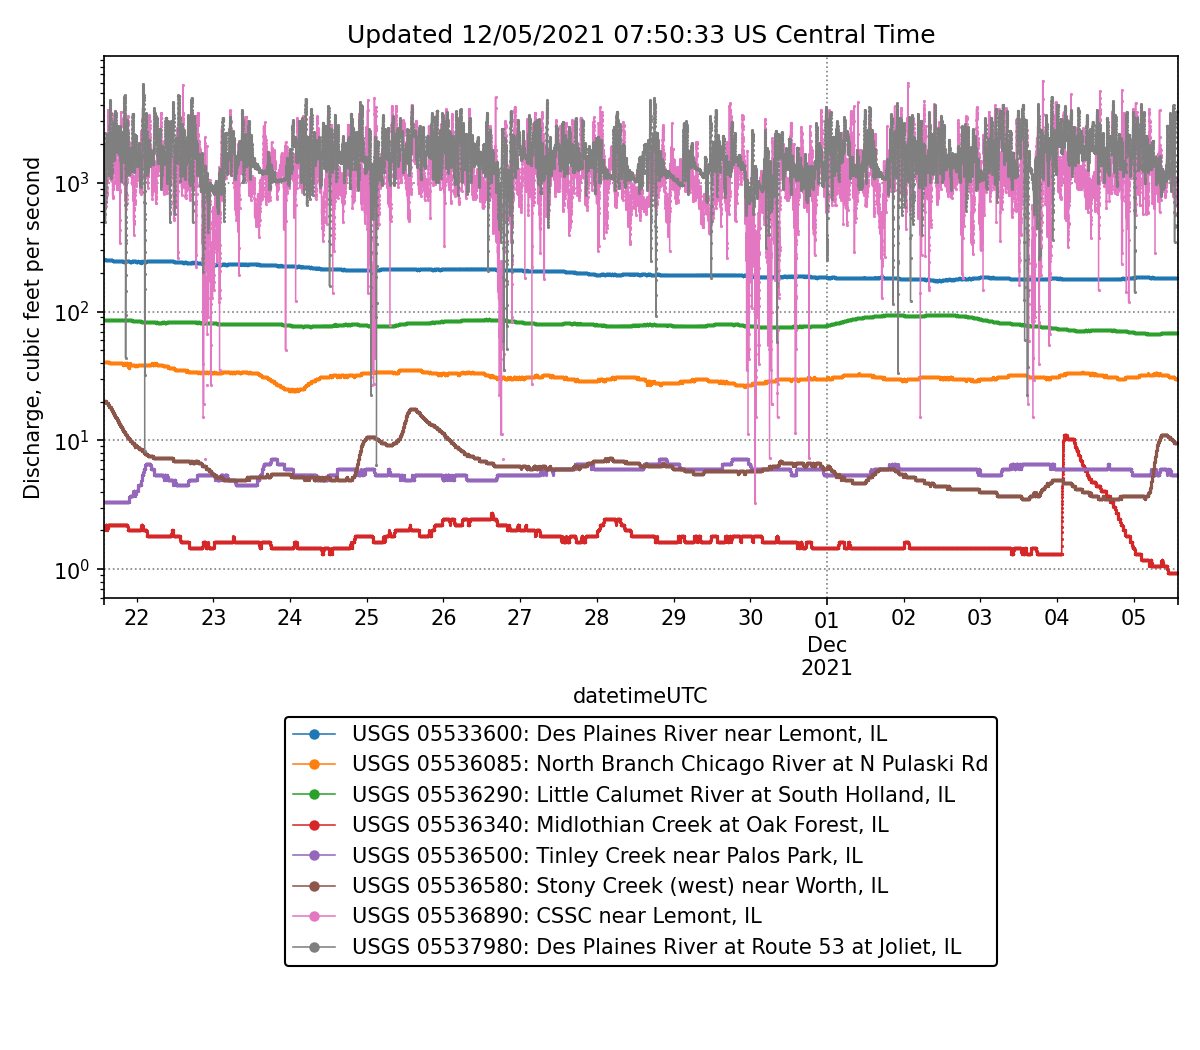 Updated 12/05/2021 07:50:33 US Central Time
Discharge, cubic feet per second
10³
10²
10¹
10⁰
22 23 24 25 26 27 28 29 30 01 02 03 04 05
Dec
2021
datetimeUTC
USGS 05533600: Des Plaines River near Lemont, IL
USGS 05536085: North Branch Chicago River at N Pulaski Rd
USGS 05536290: Little Calumet River at South Holland, IL
USGS 05536340: Midlothian Creek at Oak Forest, IL
USGS 05536500: Tinley Creek near Palos Park, IL
USGS 05536580: Stony Creek (west) near Worth, IL
USGS 05536890: CSSC near Lemont, IL
USGS 05537980: Des Plaines River at Route 53 at Joliet, IL